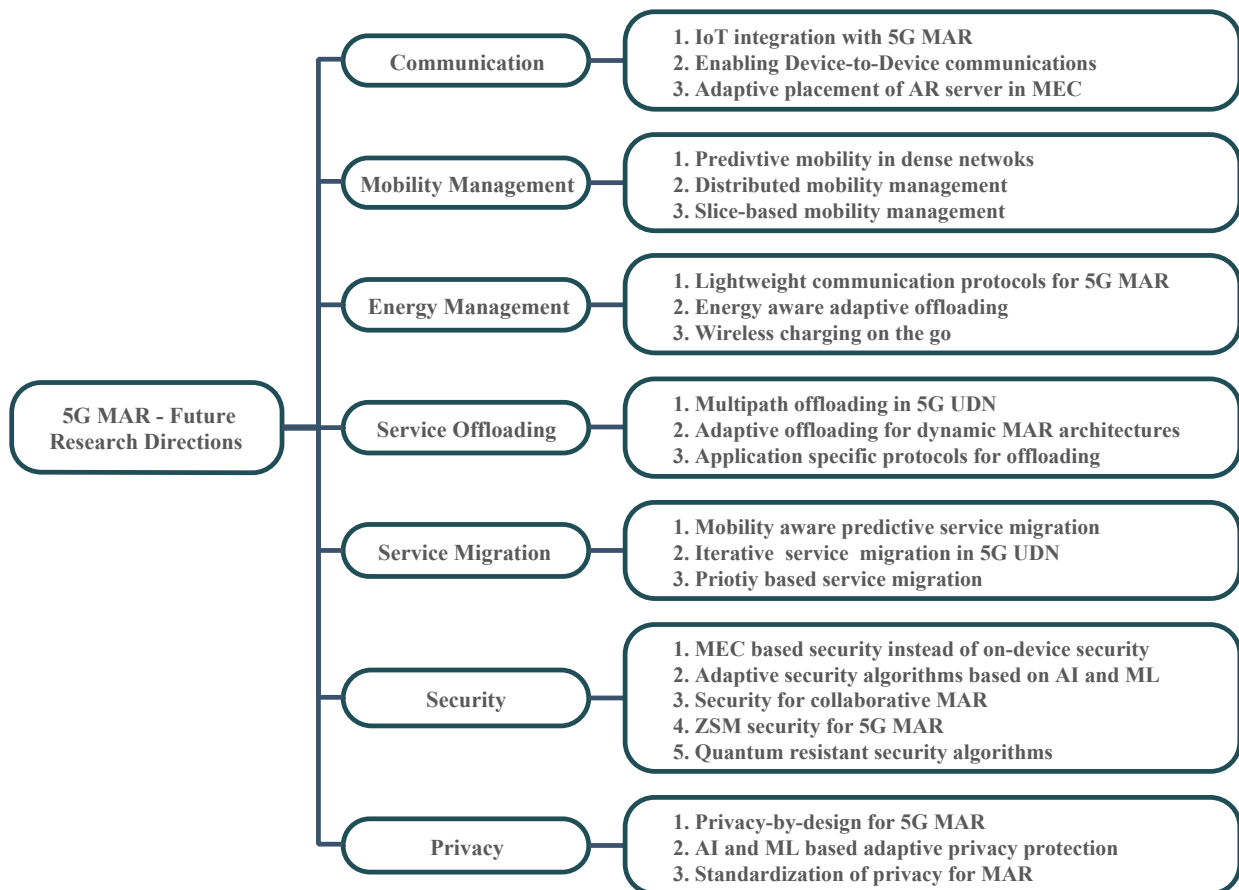 Communication
1. IoT integration with 5G MAR
2. Enabling Device-to-Device communications
3. Adaptive placement of AR server in MEC
Mobility Management
1. Predivtive mobility in dense netwoks
2. Distributed mobility management
3. Slice-based mobility management
Energy Management
1. Lightweight communication protocols for 5G MAR
2. Energy aware adaptive offloading
3. Wireless charging on the go
5G MAR - Future
Research Directions
Service Offloading
1. Multipath offloading in 5G UDN
2. Adaptive offloading for dynamic MAR architectures
3. Application specific protocols for offloading
Service Migration
1. Mobility aware predictive service migration
2. Iterative service migration in 5G UDN
3. Priotiy based service migration
Security
1. MEC based security instead of on-device security
2. Adaptive security algorithms based on AI and ML
3. Security for collaborative MAR
4. ZSM security for 5G MAR
5. Quantum resistant security algorithms
Privacy
1. Privacy-by-design for 5G MAR
2. AI and ML based adaptive privacy protection
3. Standardization of privacy for MAR